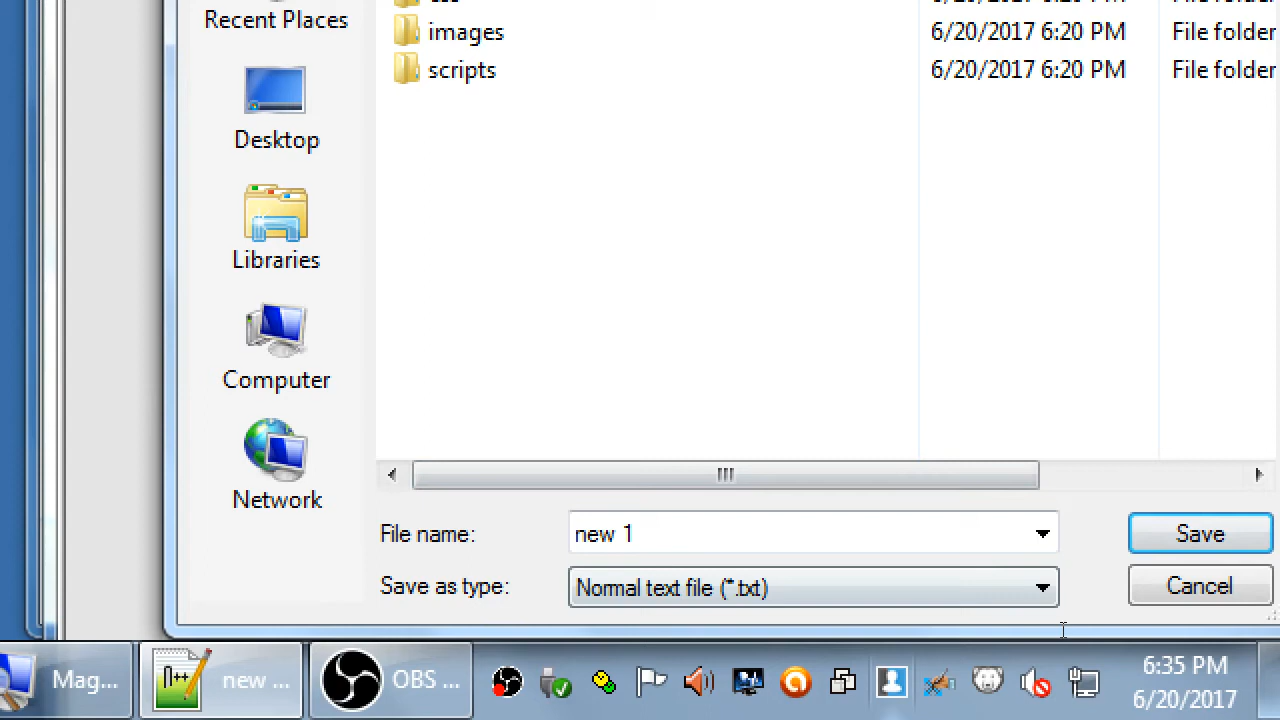 Recent Places
images 6/20/2017 6:20 PM File folder
scripts 6/20/2017 6:20 PM File folder
Desktop
Libraries
Computer
Network
File name: new 1 Save
Save as type: Normal text file (*.txt) Cancel
Mag... new ... OBS ... 6:35 PM
6/20/2017